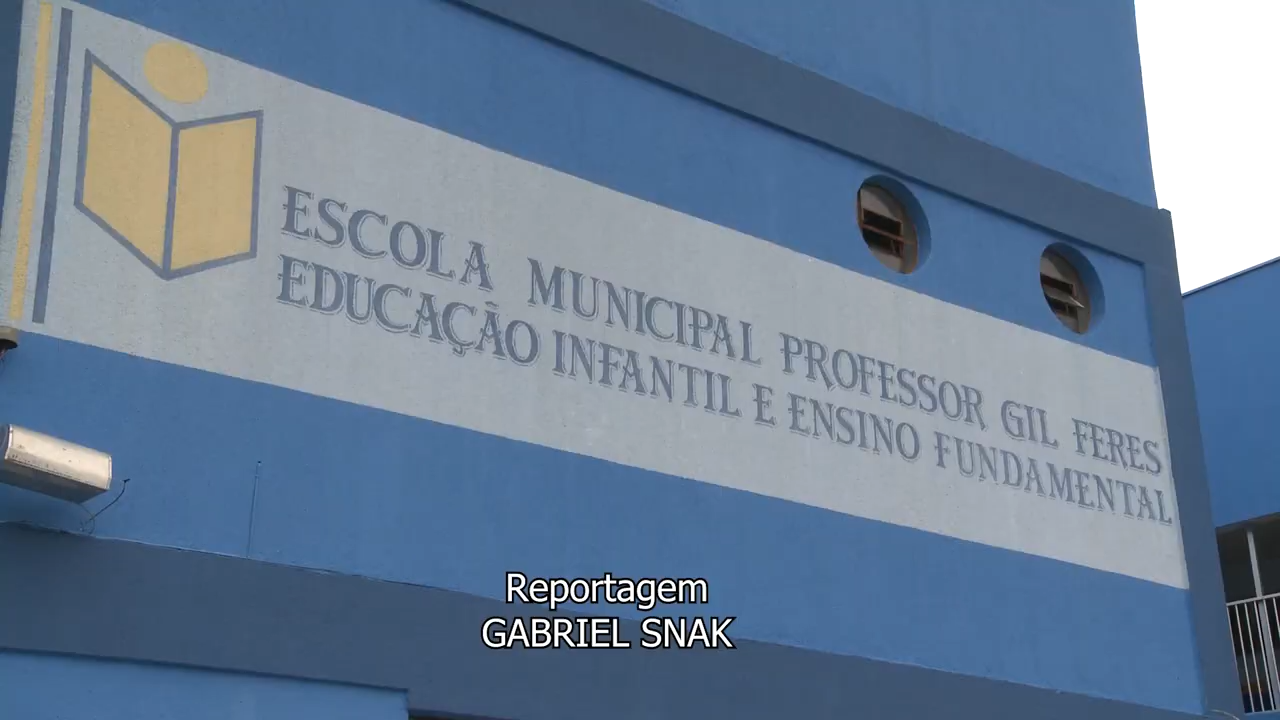 ESCOLA MUNICIPAL PROFESSOR GIL FERES
EDUCAÇÃO INFANTIL E ENSINO FUNDAMENTAL
Reportagem
GABRIEL SNAK